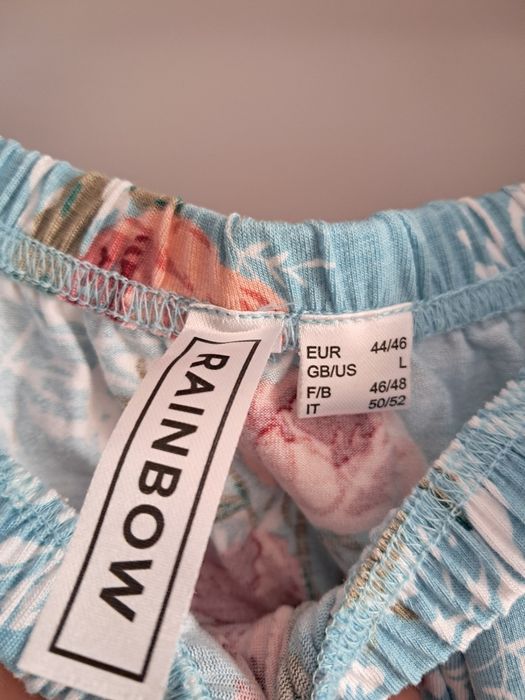 RAINBOW
EUR 44/46
GB/US L
F/B 46/48
IT 50/52